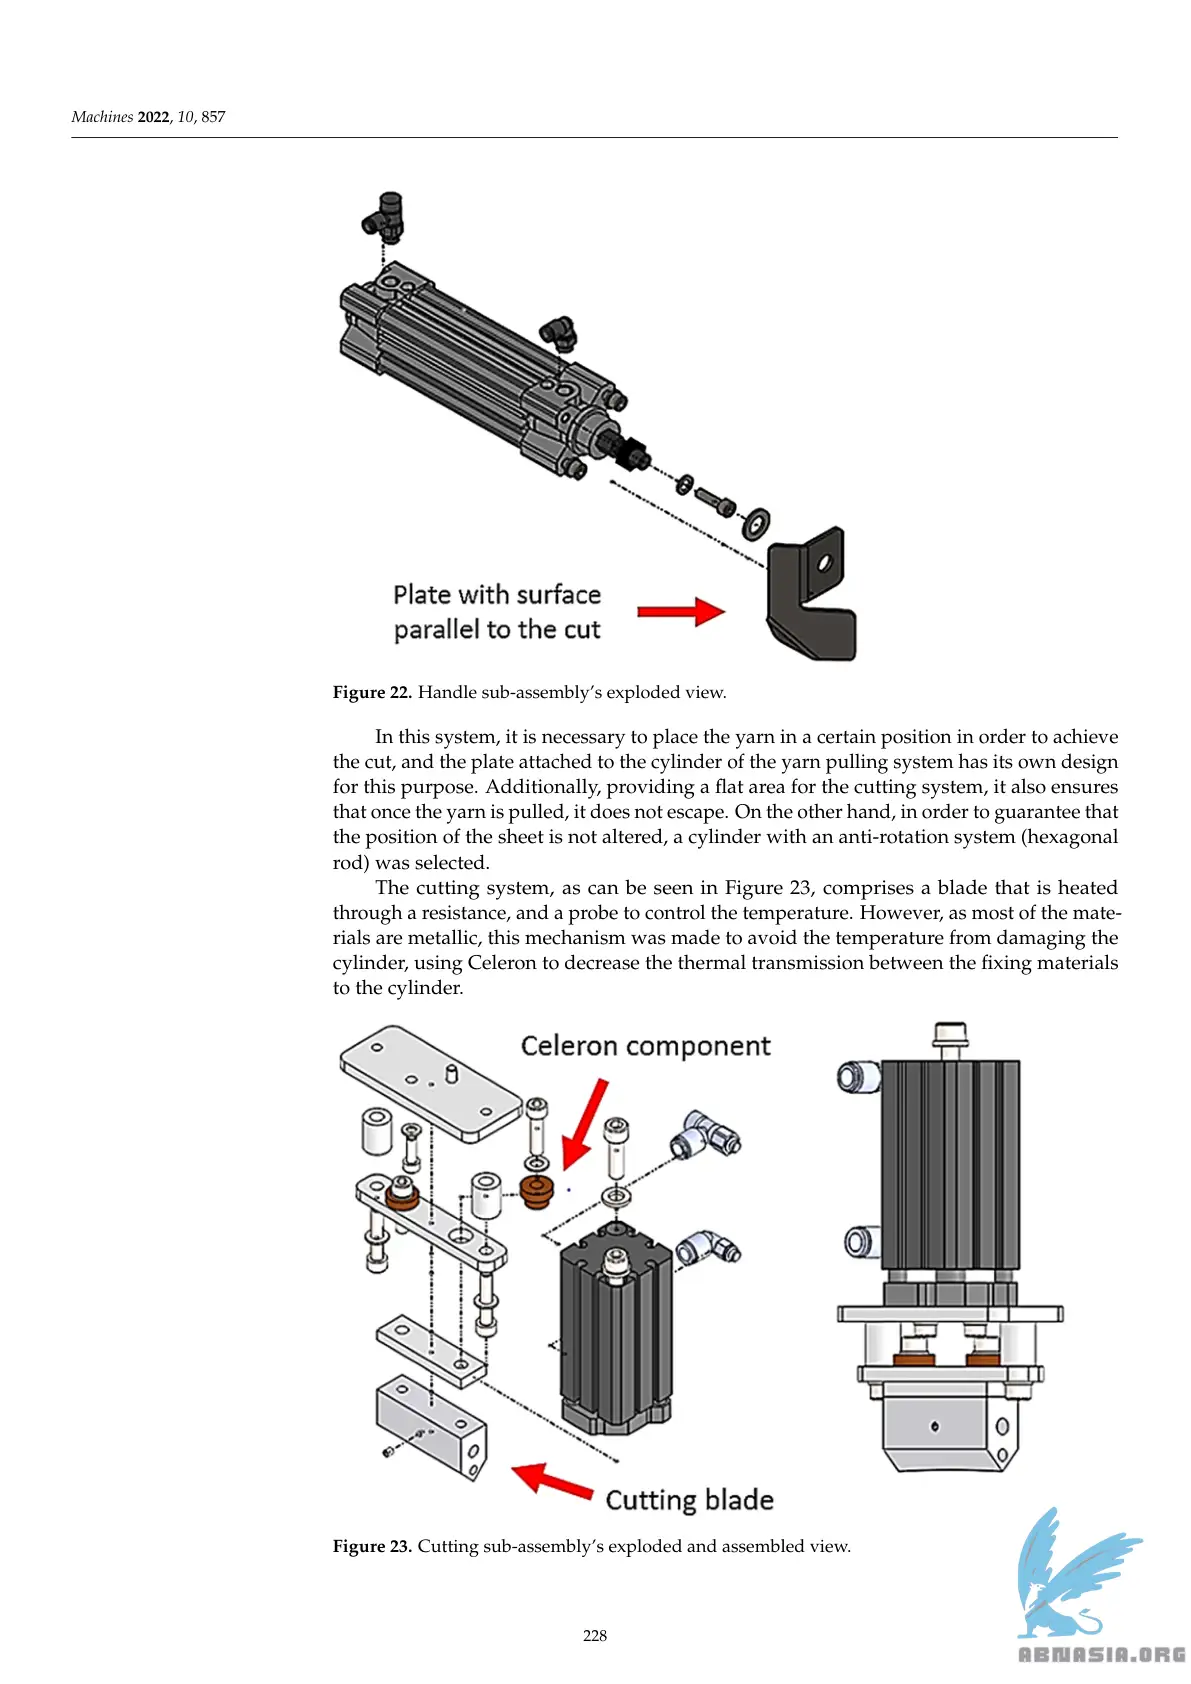 Machines 2022, 10, 857
Plate with surface
parallel to the cut
Figure 22. Handle sub-assembly's exploded view.
In this system, it is necessary to place the yarn in a certain position in order to achieve
the cut, and the plate attached to the cylinder of the yarn pulling system has its own design
for this purpose. Additionally, providing a flat area for the cutting system, it also ensures
that once the yarn is pulled, it does not escape. On the other hand, in order to guarantee that
the position of the sheet is not altered, a cylinder with an anti-rotation system (hexagonal
rod) was selected.
The cutting system, as can be seen in Figure 23, comprises a blade that is heated
through a resistance, and a probe to control the temperature. However, as most of the mate-
rials are metallic, this mechanism was made to avoid the temperature from damaging the
cylinder, using Celeron to decrease the thermal transmission between the fixing materials
to the cylinder.
Celeron component
Cutting blade
Figure 23. Cutting sub-assembly's exploded and assembled view.
228
ABNASIA.ORG